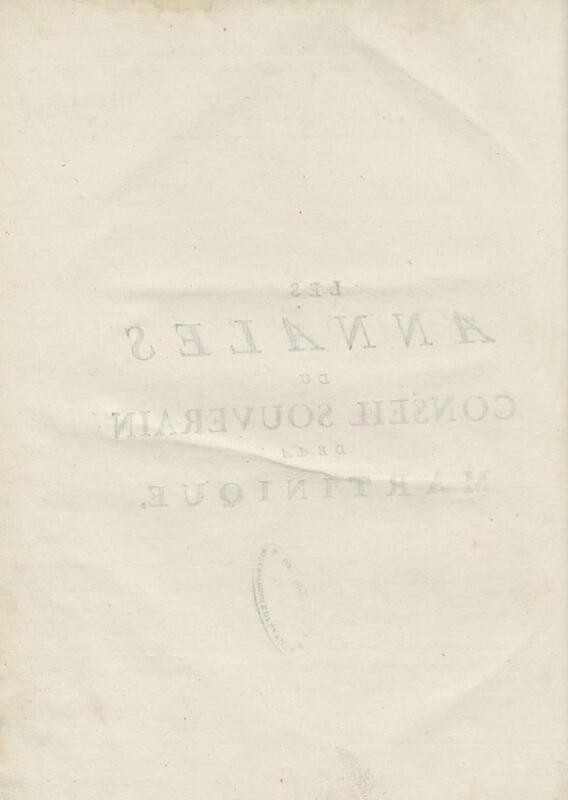 LES
ANNALES
DU
CONSEIL SOUVERAIN
DE LA
MARTINIQUE.